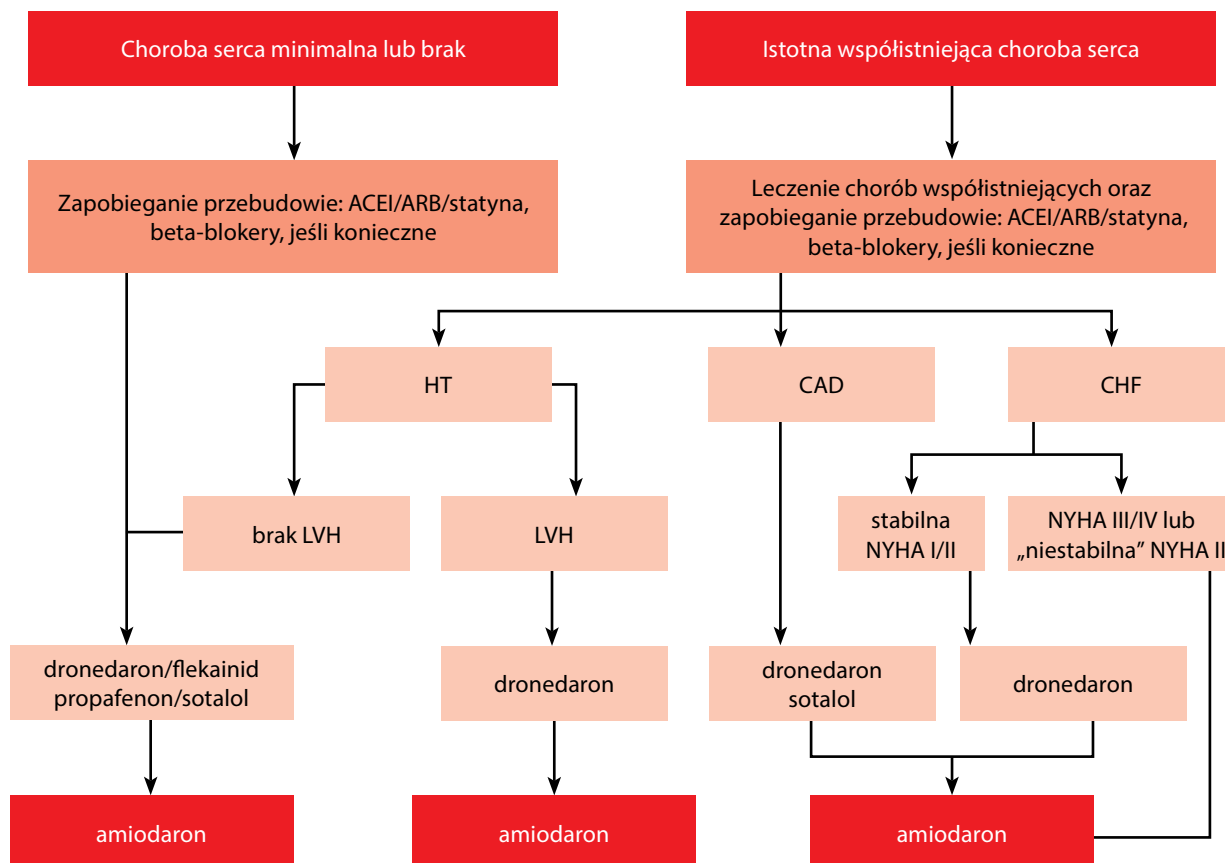 Choroba serca minimalna lub brak
Istotna współistniejąca choroba serca
Zapobieganie przebudowie: ACEI/ARB/statyna,
beta-blokery, jeśli konieczne
Leczenie chorób współistniejących oraz
zapobieganie przebudowie: ACEI/ARB/statyna,
beta-blokery, jeśli konieczne
HT
CAD
CHF
brak LVH
LVH
stabilna
NYHA I/II
NYHA III/IV lub
„niestabilna” NYHA II
dronedaron/flekainid
propafenon/sotalol
dronedaron
dronedaron
sotalol
dronedaron
amiodaron
amiodaron
amiodaron